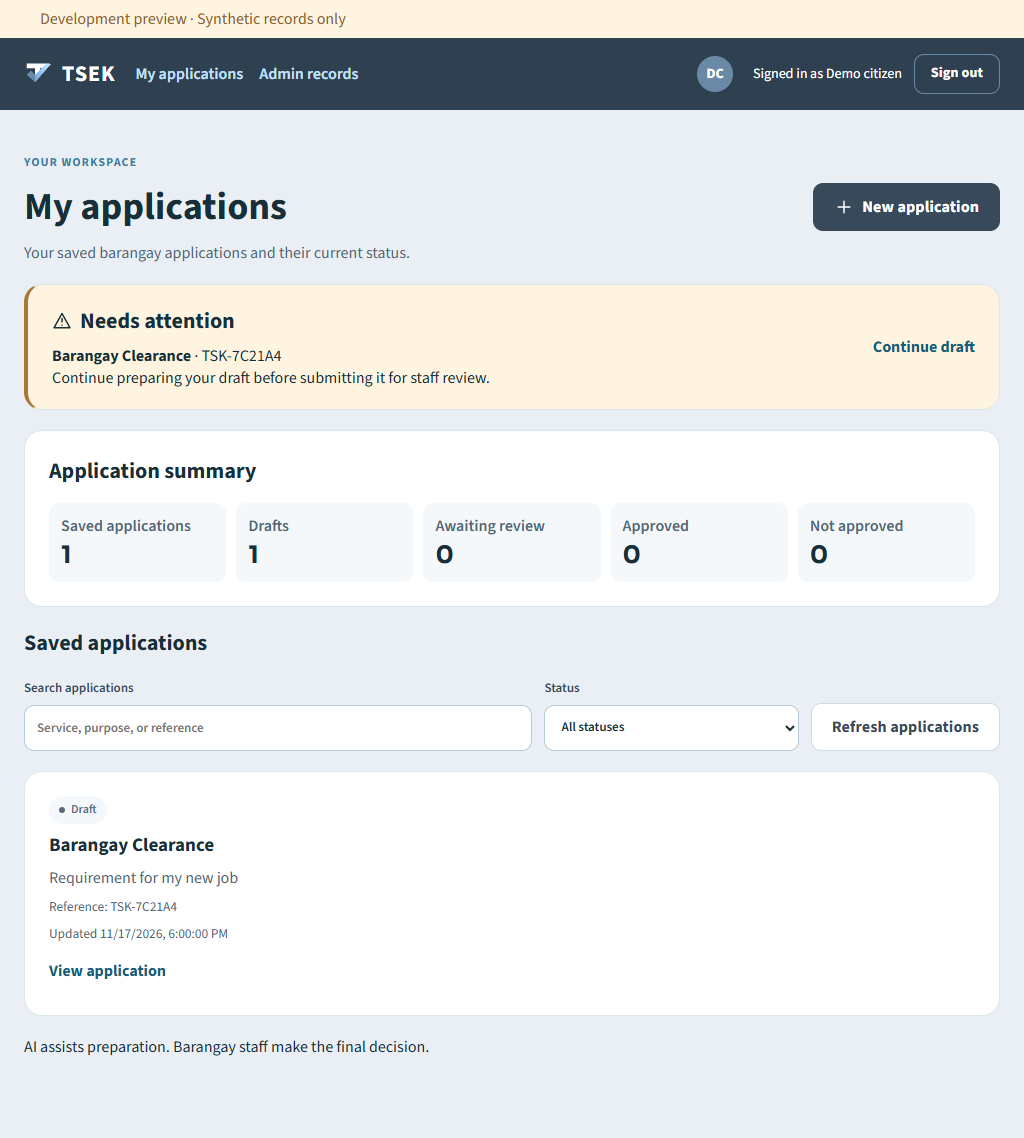 Development preview · Synthetic records only
TSEK My applications Admin records DC Signed in as Demo citizen Sign out
YOUR WORKSPACE
My applications
New application
Your saved barangay applications and their current status.
Needs attention
Barangay Clearance · TSK-7C21A4
Continue preparing your draft before submitting it for staff review.
Continue draft
Application summary
Saved applications Drafts Awaiting review Approved Not approved
1 1 0 0 0
Saved applications
Search applications Status
Service, purpose, or reference All statuses Refresh applications
Draft
Barangay Clearance
Requirement for my new job
Reference: TSK-7C21A4
Updated 11/17/2026, 6:00:00 PM
View application
AI assists preparation. Barangay staff make the final decision.